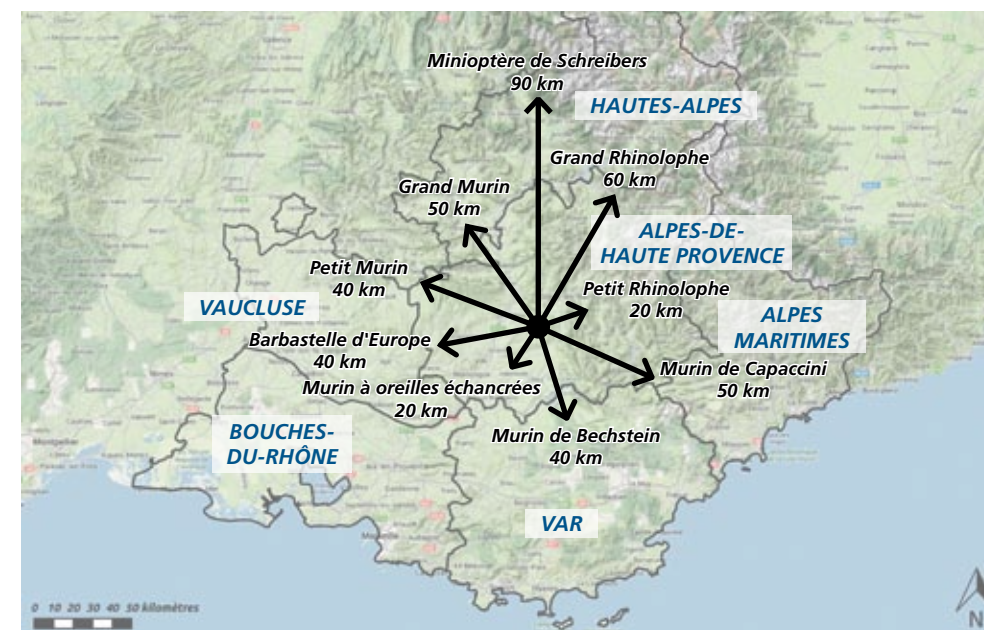 Minioptère de Schreibers
90 km
HAUTES-ALPES
Grand Rhinolophe
60 km
Grand Murin
50 km
ALPES-DE-
HAUTE PROVENCE
Petit Murin
40 km
Petit Rhinolophe
20 km
VAUCLUSE
ALPES
MARITIMES
Barbastelle d'Europe
40 km
Murin de Capaccini
50 km
Murin à oreilles échancrées
20 km
BOUCHES-
DU-RHÔNE
Murin de Bechstein
40 km
VAR
0 10 20 30 40 50 kilomètres
N